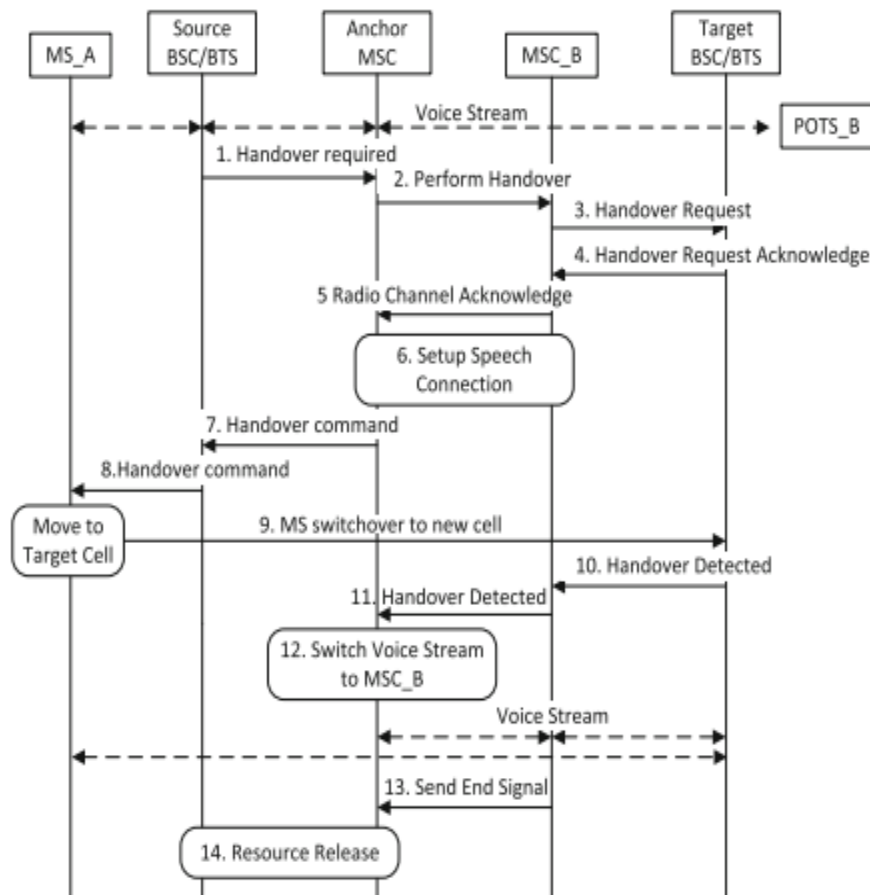 MS_A
Source
BSC/BTS
Anchor
MSC
MSC_B
Target
BSC/BTS
Voice Stream
POTS_B
1. Handover required
2. Perform Handover
3. Handover Request
4. Handover Request Acknowledge
5 Radio Channel Acknowledge
6. Setup Speech
Connection
7. Handover command
8.Handover command
Move to
Target Cell
9. MS switchover to new cell
10. Handover Detected
11. Handover Detected
12. Switch Voice Stream
to MSC_B
Voice Stream
13. Send End Signal
14. Resource Release